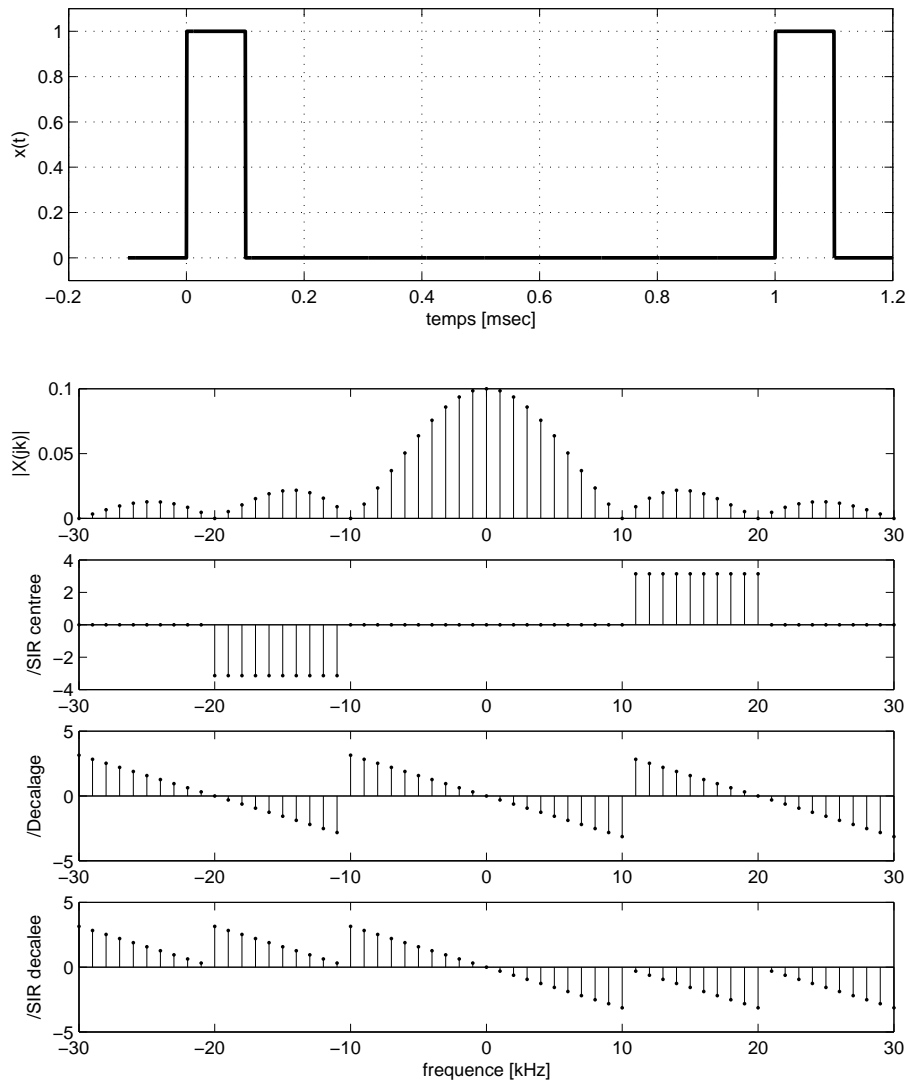 1
0.8
0.6
0.4
0.2
0
x(t)
−0.2 0 0.2 0.4 0.6 0.8 1 1.2
temps [msec]
0.1
0.05
0
|X(jk)|
−30 −20 −10 0 10 20 30
4
2
0
−2
−4
/SIR centree
−30 −20 −10 0 10 20 30
5
0
−5
/Decalage
−30 −20 −10 0 10 20 30
5
0
−5
/SIR decalee
−30 −20 −10 0 10 20 30
frequence [kHz]